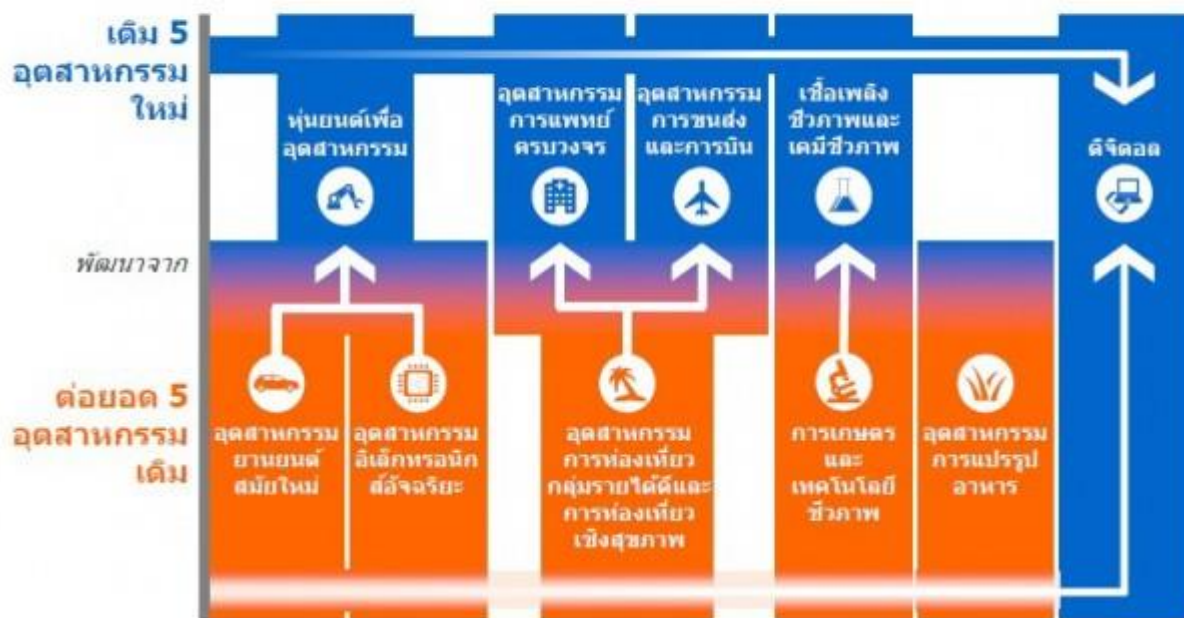 เติม 5
อุตสาหกรรม
ใหม่
หุ่นยนต์เพื่อ
อุตสาหกรรม
อุตสาหกรรม
การแพทย์
ครบวงจร
อุตสาหกรรม
การขนส่ง
และการบิน
เชื้อเพลิง
ชีวภาพและ
เคมีชีวภาพ
ดิจิตอล
พัฒนาจาก
ต่อยอด 5
อุตสาหกรรม
เดิม
อุตสาหกรรม
ยานยนต์
สมัยใหม่
อุตสาหกรรม
อิเล็กทรอนิก
ส์อัจฉริยะ
อุตสาหกรรม
การท่องเที่ยว
กลุ่มรายได้ดีและ
การท่องเที่ยว
เชิงสุขภาพ
การเกษตร
และ
เทคโนโลยี
ชีวภาพ
อุตสาหกรรม
การแปรรูป
อาหาร